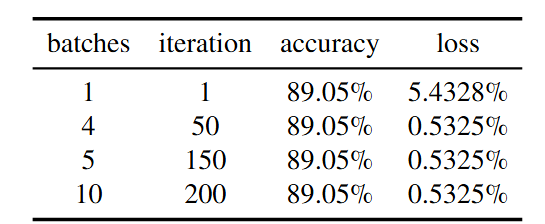 batches iteration accuracy loss
1 1 89.05% 5.4328%
4 50 89.05% 0.5325%
5 150 89.05% 0.5325%
10 200 89.05% 0.5325%